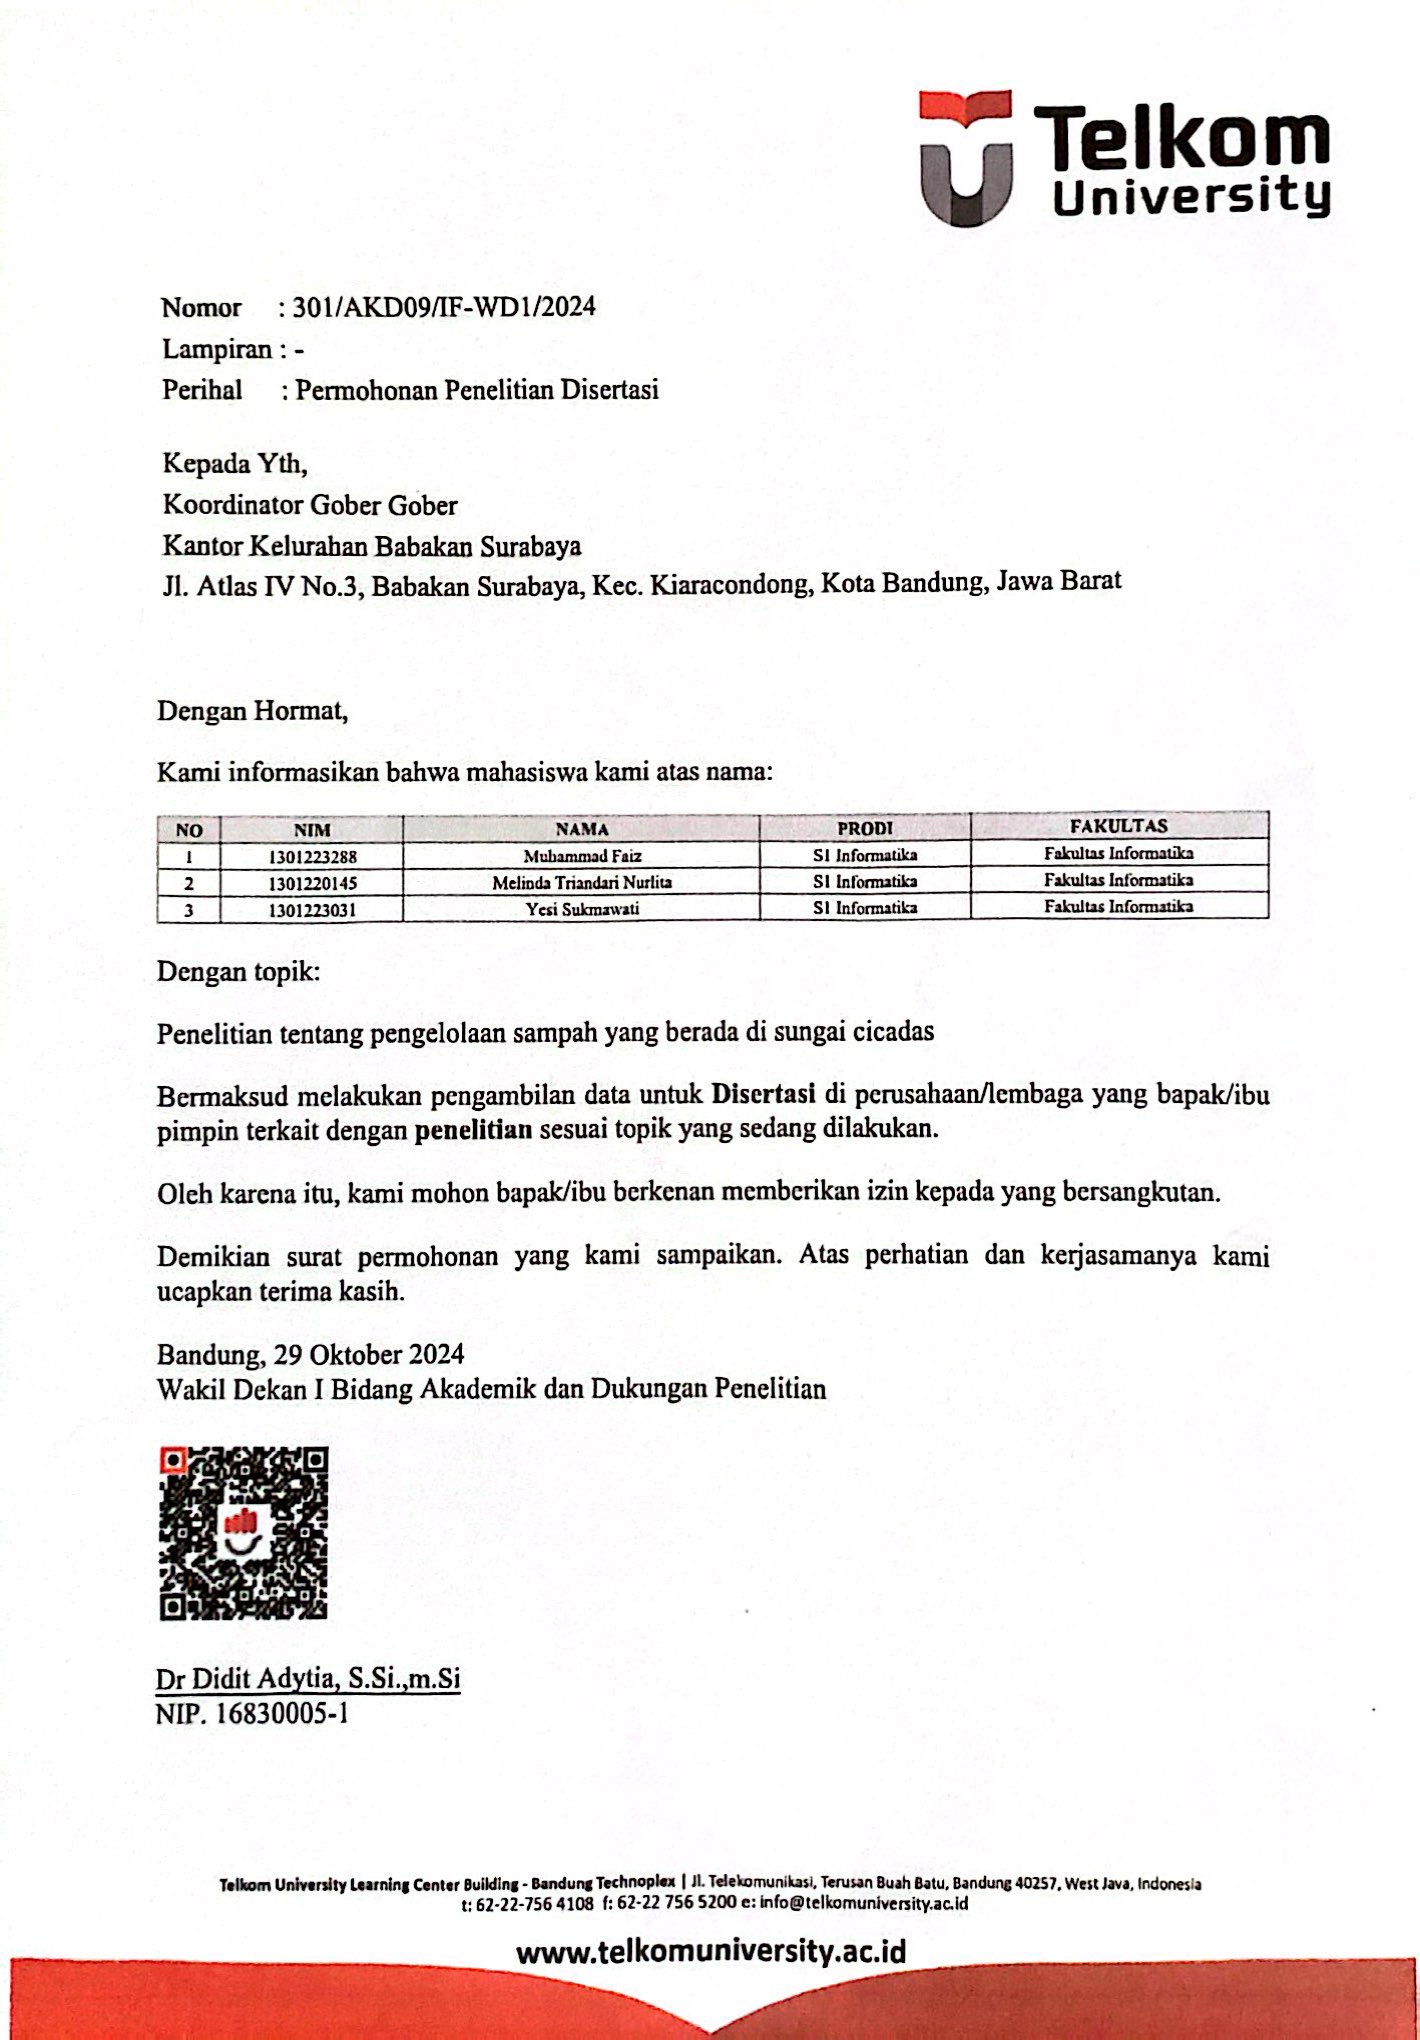 Telkom
University
Nomor : 301/AKD09/IF-WD1/2024
Lampiran : -
Perihal : Permohonan Penelitian Disertasi
Kepada Yth,
Koordinator Gober Gober
Kantor Kelurahan Babakan Surabaya
Jl. Atlas IV No.3, Babakan Surabaya, Kec. Kiaracondong, Kota Bandung, Jawa Barat
Dengan Hormat,
Kami informasikan bahwa mahasiswa kami atas nama:
NO NIM NAMA PRODI FAKULTAS
1 1301223288 Muhammad Faiz S1 Informatika Fakultas Informatika
2 1301220145 Melinda Triandari Nurlita S1 Informatika Fakultas Informatika
3 1301223031 Yesi Sukmawati S1 Informatika Fakultas Informatika
Dengan topik:
Penelitian tentang pengelolaan sampah yang berada di sungai cicadas
Bermaksud melakukan pengambilan data untuk Disertasi di perusahaan/lembaga yang bapak/ibu
pimpin terkait dengan penelitian sesuai topik yang sedang dilakukan.
Oleh karena itu, kami mohon bapak/ibu berkenan memberikan izin kepada yang bersangkutan.
Demikian surat permohonan yang kami sampaikan. Atas perhatian dan kerjasamanya kami
ucapkan terima kasih.
Bandung, 29 Oktober 2024
Wakil Dekan I Bidang Akademik dan Dukungan Penelitian
Dr Didit Adytia, S.Si.,m.Si
NIP. 16830005-1
Telkom University Learning Center Building - Bandung Technoplex | Jl. Telekomunikasi, Terusan Buah Batu, Bandung 40257, West Java, Indonesia
t: 62-22-756 4108 f: 62-22 756 5200 e: info@telkomuniversity.ac.id
www.telkomuniversity.ac.id